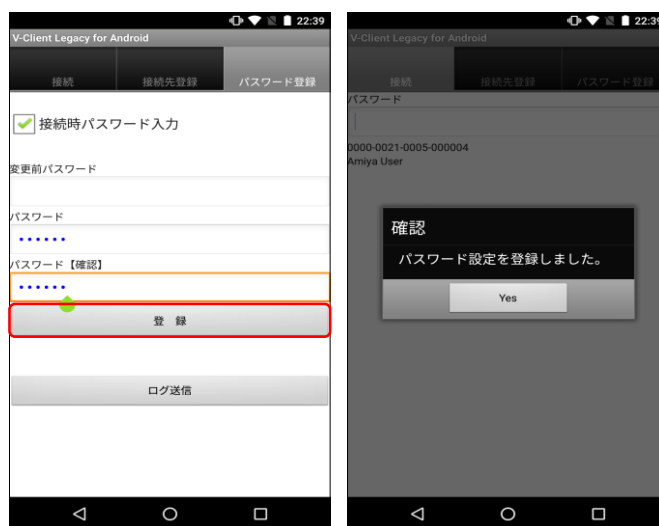 22:39
V-Client Legacy for Android
接続
接続先登録
パスワード登録
接続時パスワード入力
変更前パスワード
パスワード
••••••
パスワード【確認】
••••••
登 録
ログ送信
22:39
V-Client Legacy for Android
接続
接続先登録
パスワード登録
パスワード
0000-0021-0005-000004
Amiya User
確認
パスワード設定を登録しました。
Yes